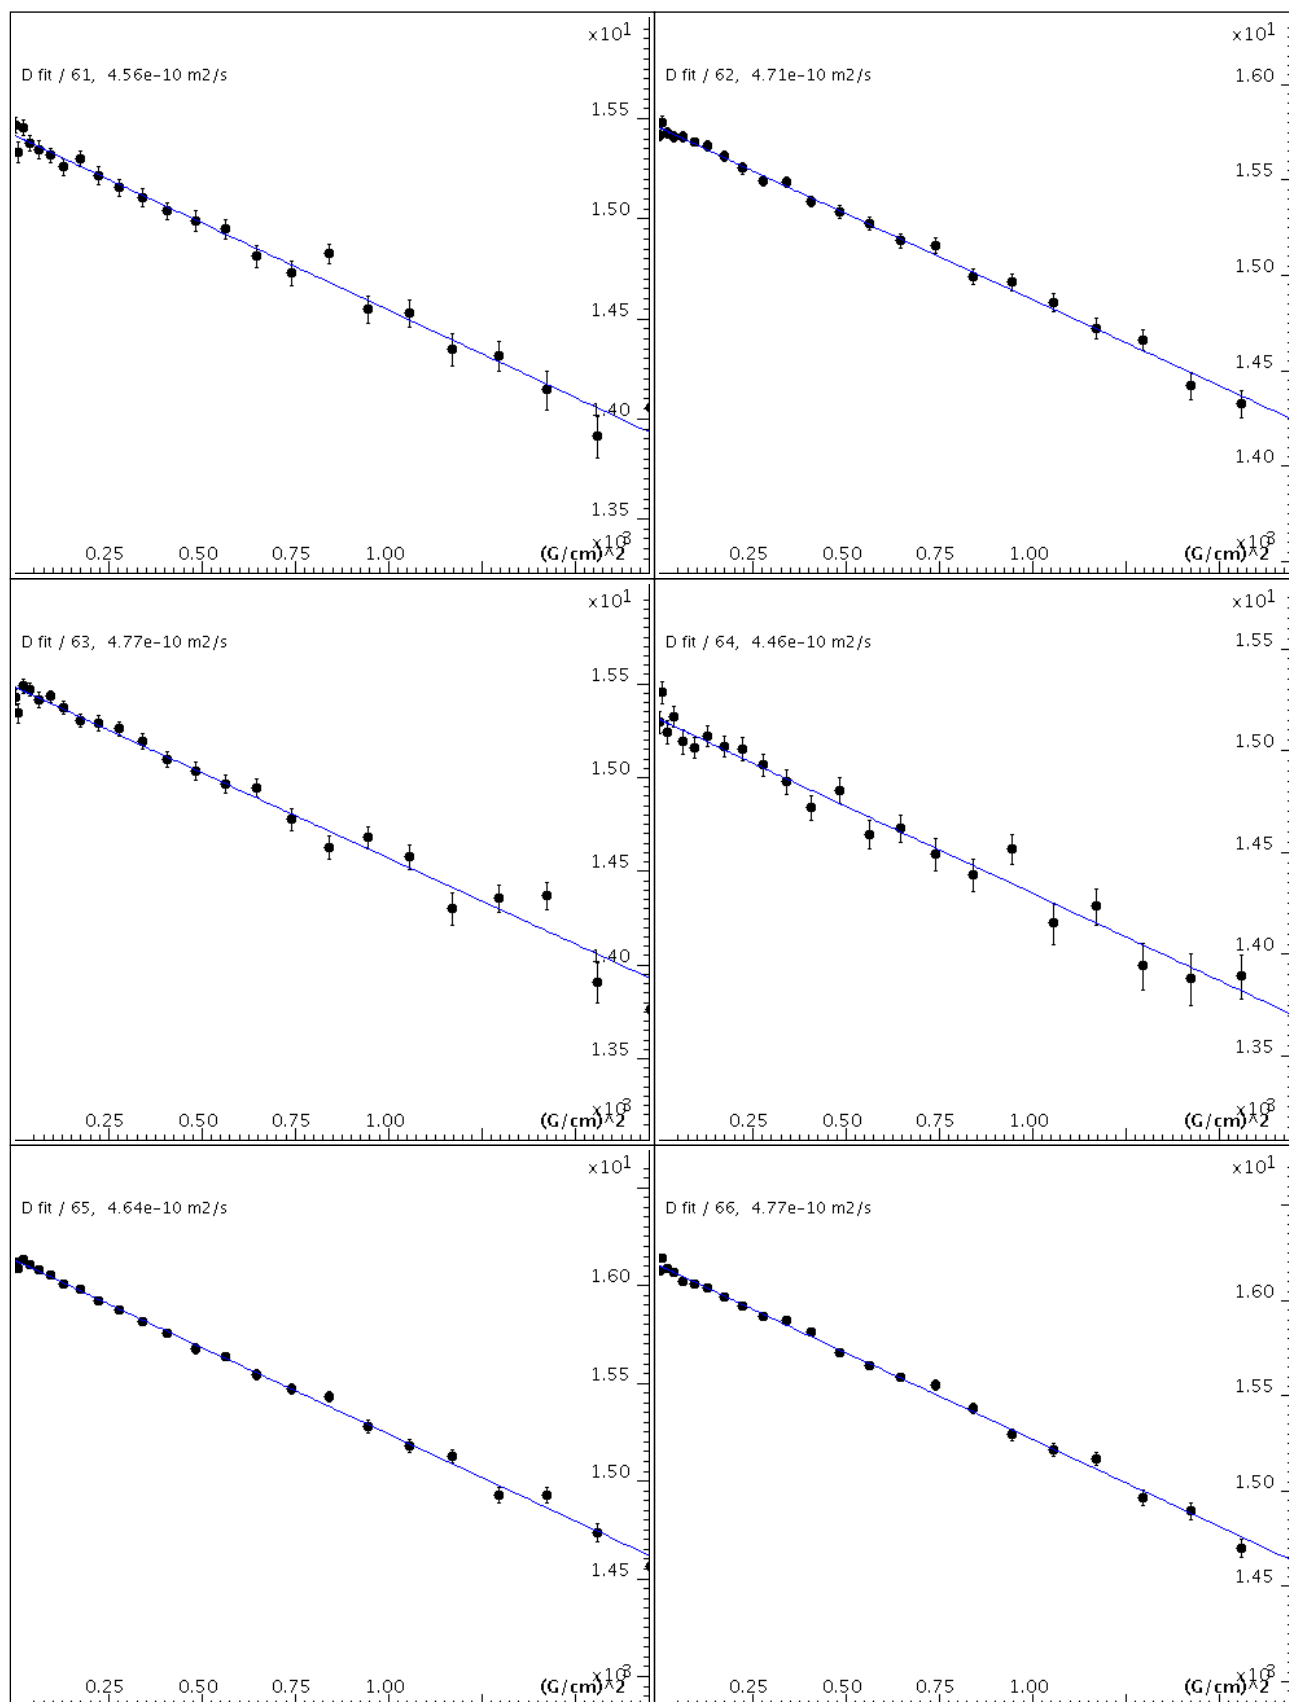 x10¹
D fit / 61, 4.56e-10 m2/s
1.55
1.50
1.45
1.40
1.35
x10³
0.25 0.50 0.75 1.00 (G/cm)^2
x10¹
D fit / 62, 4.71e-10 m2/s
1.60
1.55
1.50
1.45
1.40
x10³
0.25 0.50 0.75 1.00 (G/cm)^2
x10¹
D fit / 63, 4.77e-10 m2/s
1.55
1.50
1.45
1.40
1.35
x10³
0.25 0.50 0.75 1.00 (G/cm)^2
x10¹
D fit / 64, 4.46e-10 m2/s
1.55
1.50
1.45
1.40
1.35
x10³
0.25 0.50 0.75 1.00 (G/cm)^2
x10¹
D fit / 65, 4.64e-10 m2/s
1.60
1.55
1.50
1.45
x10³
0.25 0.50 0.75 1.00 (G/cm)^2
x10¹
D fit / 66, 4.77e-10 m2/s
1.60
1.55
1.50
1.45
x10³
0.25 0.50 0.75 1.00 (G/cm)^2